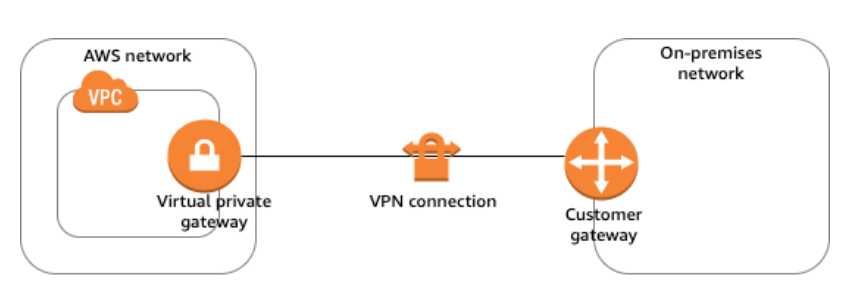 AWS network
VPC
Virtual private
gateway
VPN connection
On-premises
network
Customer
gateway